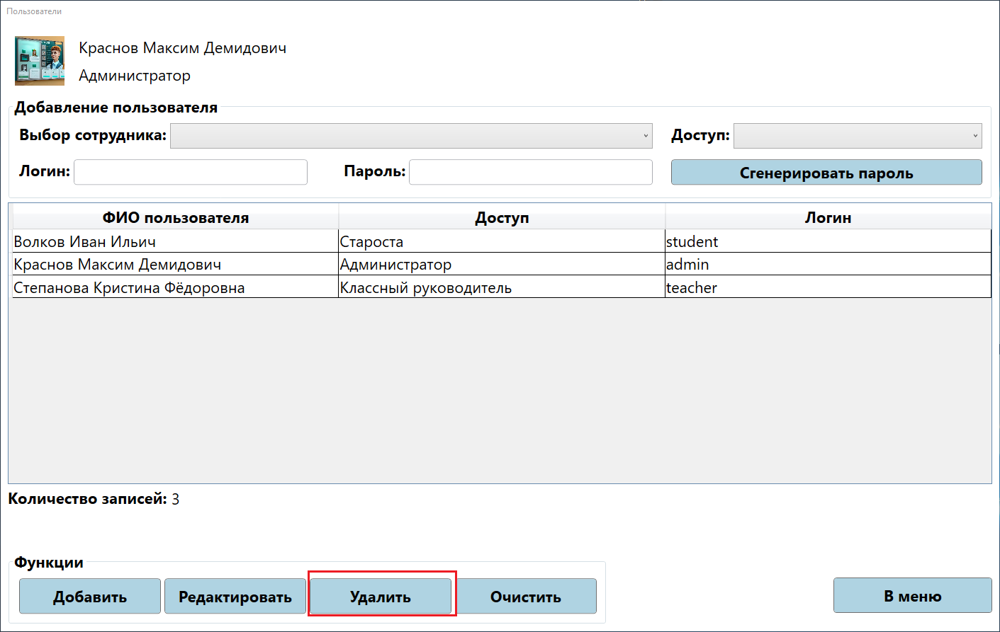 Пользователи
Краснов Максим Демидович
Администратор
Добавление пользователя
Выбор сотрудника: Доступ:
Логин: Пароль: Сгенерировать пароль
ФИО пользователя Доступ Логин
Волков Иван Ильич Староста student
Краснов Максим Демидович Администратор admin
Степанова Кристина Фёдоровна Классный руководитель teacher
Количество записей: 3
Функции
Добавить Редактировать Удалить Очистить В меню